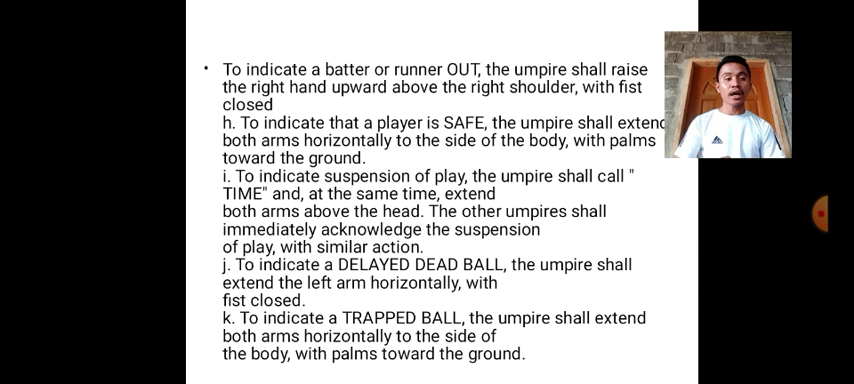 • To indicate a batter or runner OUT, the umpire shall raise
the right hand upward above the right shoulder, with fist
closed
h. To indicate that a player is SAFE, the umpire shall extend
both arms horizontally to the side of the body, with palms
toward the ground.
i. To indicate suspension of play, the umpire shall call "
TIME" and, at the same time, extend
both arms above the head. The other umpires shall
immediately acknowledge the suspension
of play, with similar action.
j. To indicate a DELAYED DEAD BALL, the umpire shall
extend the left arm horizontally, with
fist closed.
k. To indicate a TRAPPED BALL, the umpire shall extend
both arms horizontally to the side of
the body, with palms toward the ground.